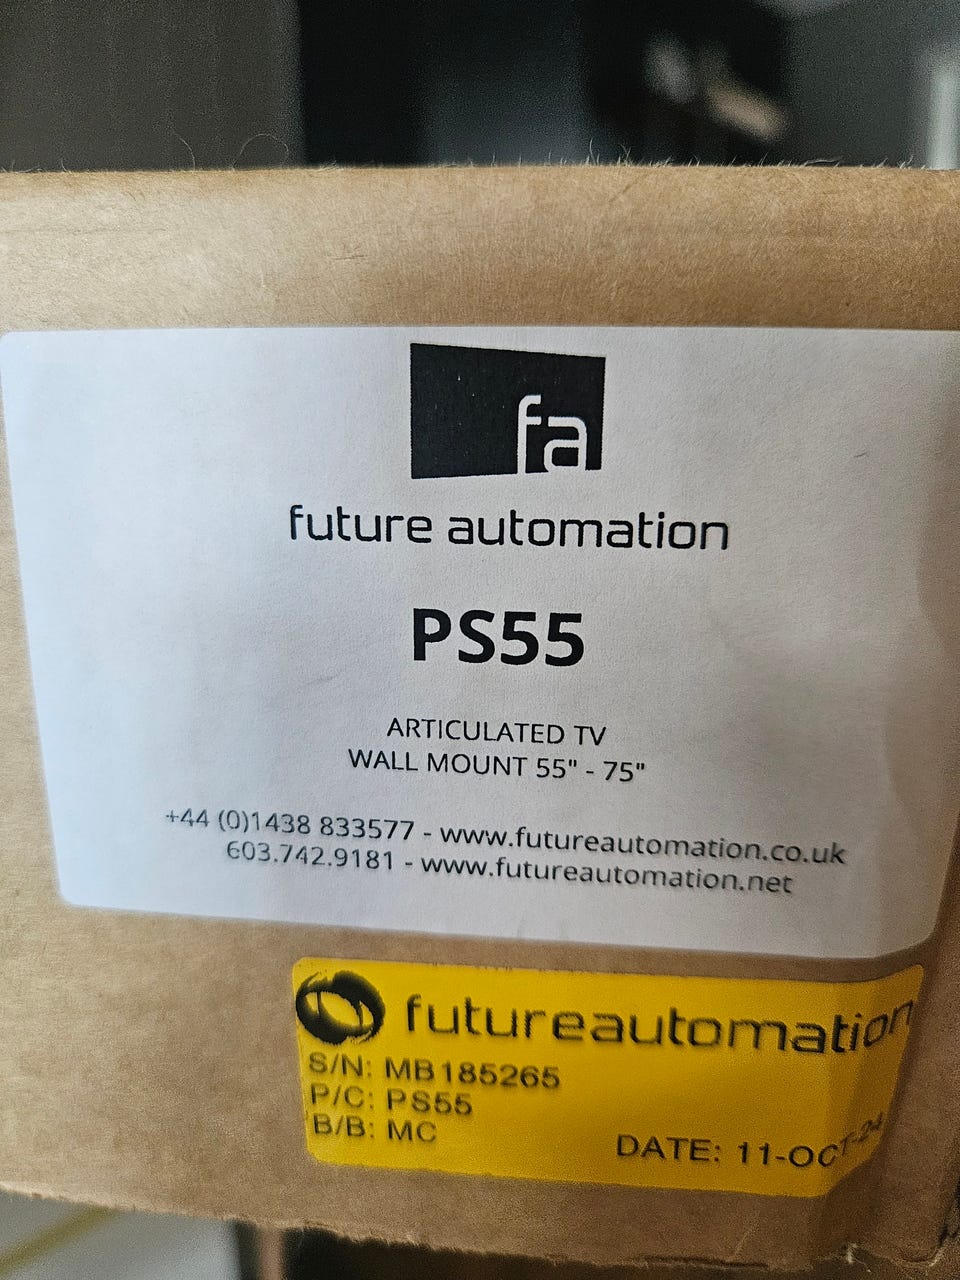 fa
future automation
PS55
ARTICULATED TV
WALL MOUNT 55" - 75"
+44 (0)1438 833577 - www.futureautomation.co.uk
603.742.9181 - www.futureautomation.net
futureautomation
S/N: MB185265
P/C: PS55
B/B: MC
DATE: 11-OCT-24